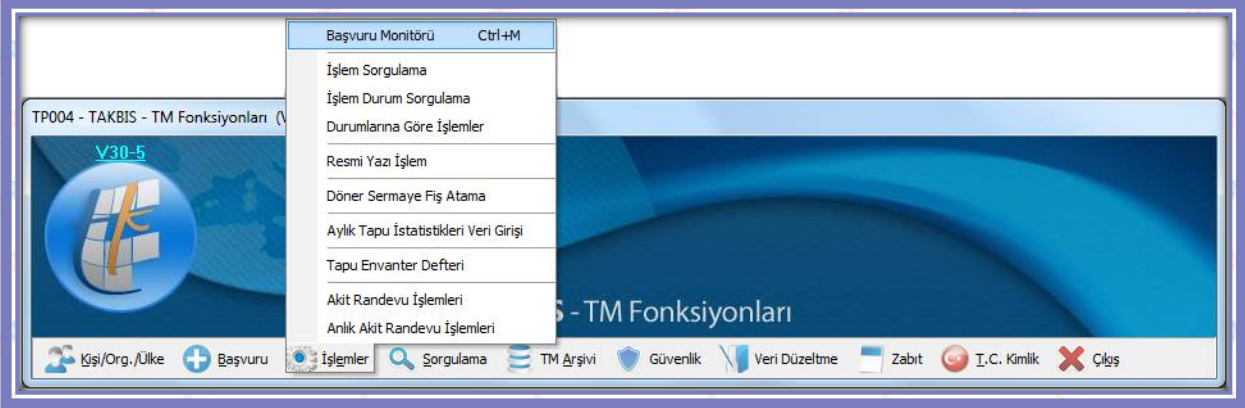 Başvuru Monitörü Ctrl+M
İşlem Sorgulama
İşlem Durum Sorgulama
Durumlarına Göre İşlemler
Resmi Yazı İşlem
Döner Sermaye Fiş Atama
Aylık Tapu İstatistikleri Veri Girişi
Tapu Envanter Defteri
Akit Randevu İşlemleri
Anlık Akit Randevu İşlemleri
TP004 - TAKBIS - TM Fonksiyonları (V
V30-5
S - TM Fonksiyonları
Kişi/Org./Ülke Başvuru İşlemler Sorgulama TM Arşivi Güvenlik Veri Düzeltme Zabıt T.C. Kimlik Çıkış